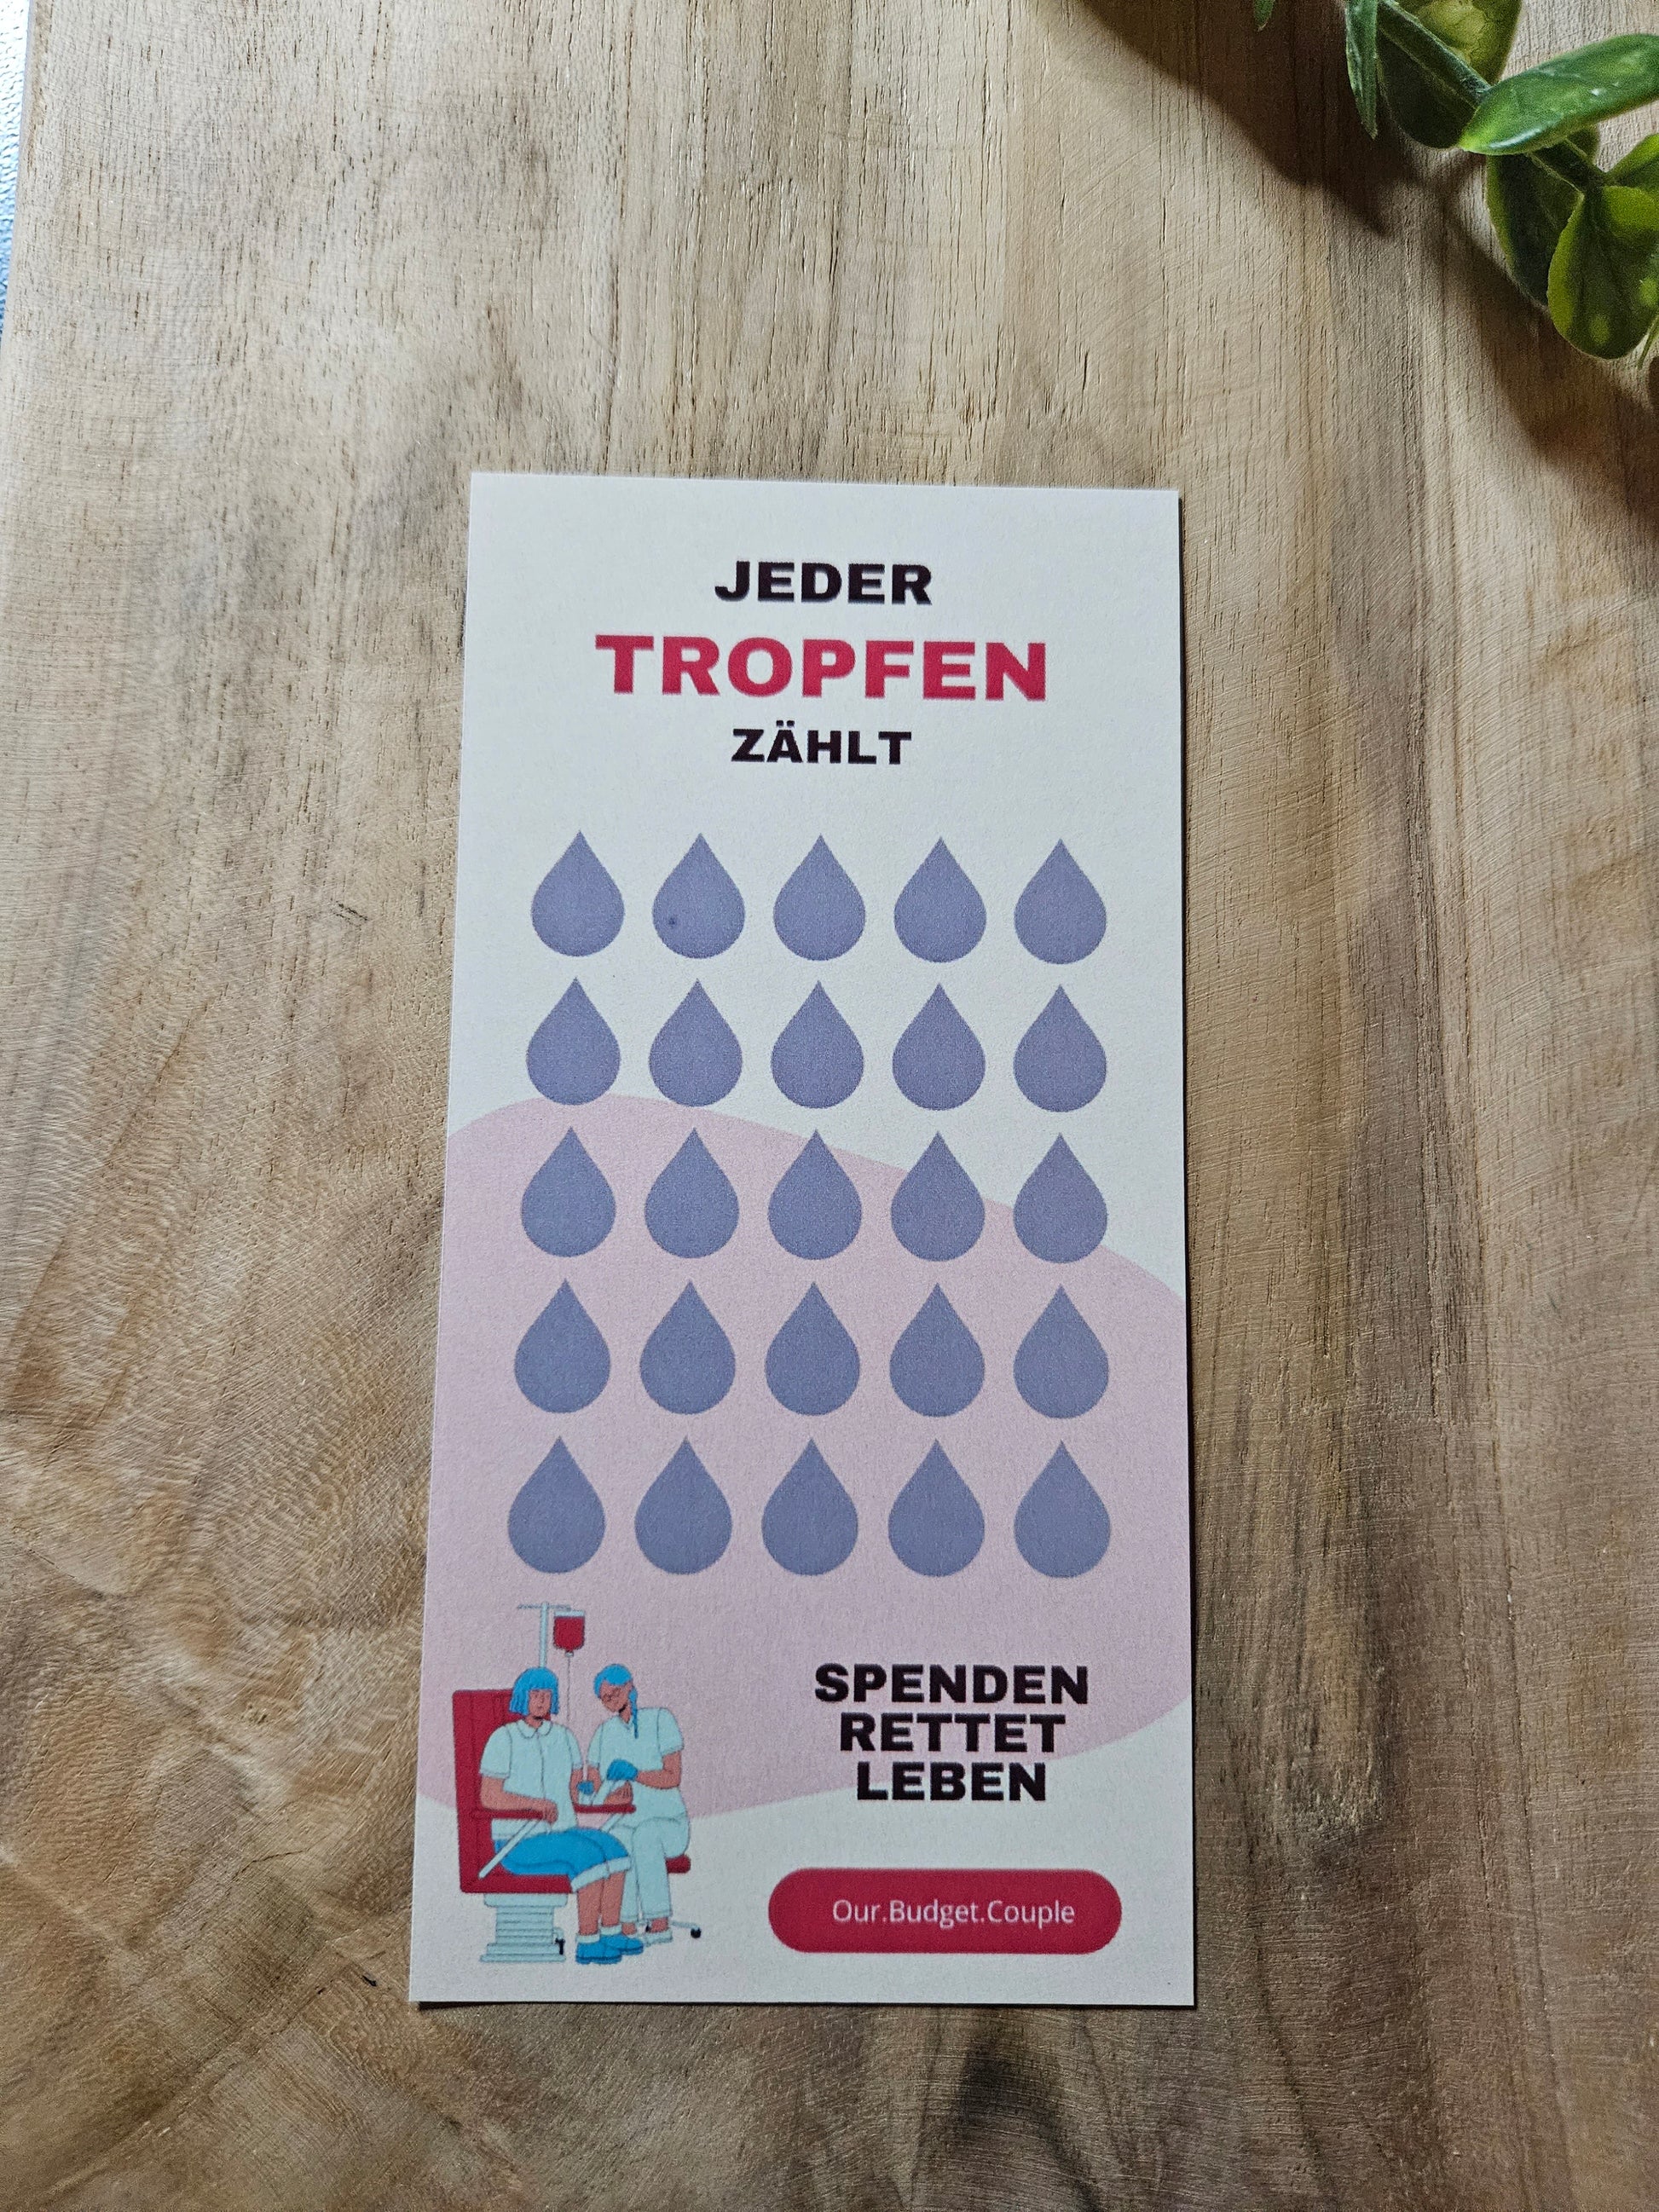 JEDER
TROPFEN
ZÄHLT
SPENDEN
RETTET
LEBEN
Our.Budget.Couple